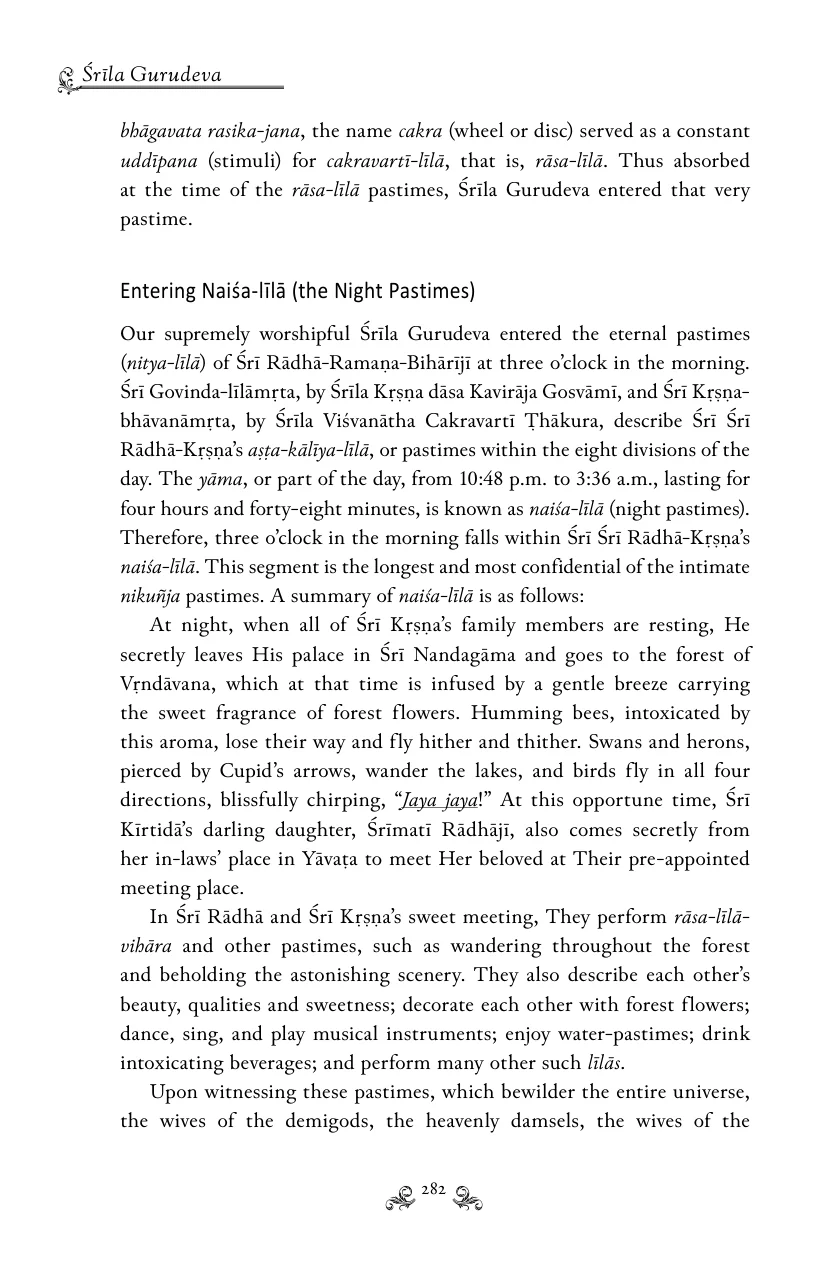 Śrīla Gurudeva
bhāgavata rasika-jana, the name cakra (wheel or disc) served as a constant
uddīpana (stimuli) for cakravartī-līlā, that is, rāsa-līlā. Thus absorbed
at the time of the rāsa-līlā pastimes, Śrīla Gurudeva entered that very
pastime.
Entering Naiśa-līlā (the Night Pastimes)
Our supremely worshipful Śrīla Gurudeva entered the eternal pastimes
(nitya-līlā) of Śrī Rādhā-Ramaṇa-Bihārījī at three o’clock in the morning.
Śrī Govinda-līlāmṛta, by Śrīla Kṛṣṇa dāsa Kavirāja Gosvāmī, and Śrī Kṛṣṇa-
bhāvanāmṛta, by Śrīla Viśvanātha Cakravartī Ṭhākura, describe Śrī Śrī
Rādhā-Kṛṣṇa’s aṣṭa-kālīya-līlā, or pastimes within the eight divisions of the
day. The yāma, or part of the day, from 10:48 p.m. to 3:36 a.m., lasting for
four hours and forty-eight minutes, is known as naiśa-līlā (night pastimes).
Therefore, three o’clock in the morning falls within Śrī Śrī Rādhā-Kṛṣṇa’s
naiśa-līlā. This segment is the longest and most confidential of the intimate
nikuñja pastimes. A summary of naiśa-līlā is as follows:
At night, when all of Śrī Kṛṣṇa’s family members are resting, He
secretly leaves His palace in Śrī Nandagāma and goes to the forest of
Vṛndāvana, which at that time is infused by a gentle breeze carrying
the sweet fragrance of forest flowers. Humming bees, intoxicated by
this aroma, lose their way and fly hither and thither. Swans and herons,
pierced by Cupid’s arrows, wander the lakes, and birds fly in all four
directions, blissfully chirping, “Jaya jaya!” At this opportune time, Śrī
Kīrtidā’s darling daughter, Śrīmatī Rādhājī, also comes secretly from
her in-laws’ place in Yāvaṭa to meet Her beloved at Their pre-appointed
meeting place.
In Śrī Rādhā and Śrī Kṛṣṇa’s sweet meeting, They perform rāsa-līlā-
vihāra and other pastimes, such as wandering throughout the forest
and beholding the astonishing scenery. They also describe each other’s
beauty, qualities and sweetness; decorate each other with forest flowers;
dance, sing, and play musical instruments; enjoy water-pastimes; drink
intoxicating beverages; and perform many other such līlās.
Upon witnessing these pastimes, which bewilder the entire universe,
the wives of the demigods, the heavenly damsels, the wives of the
282